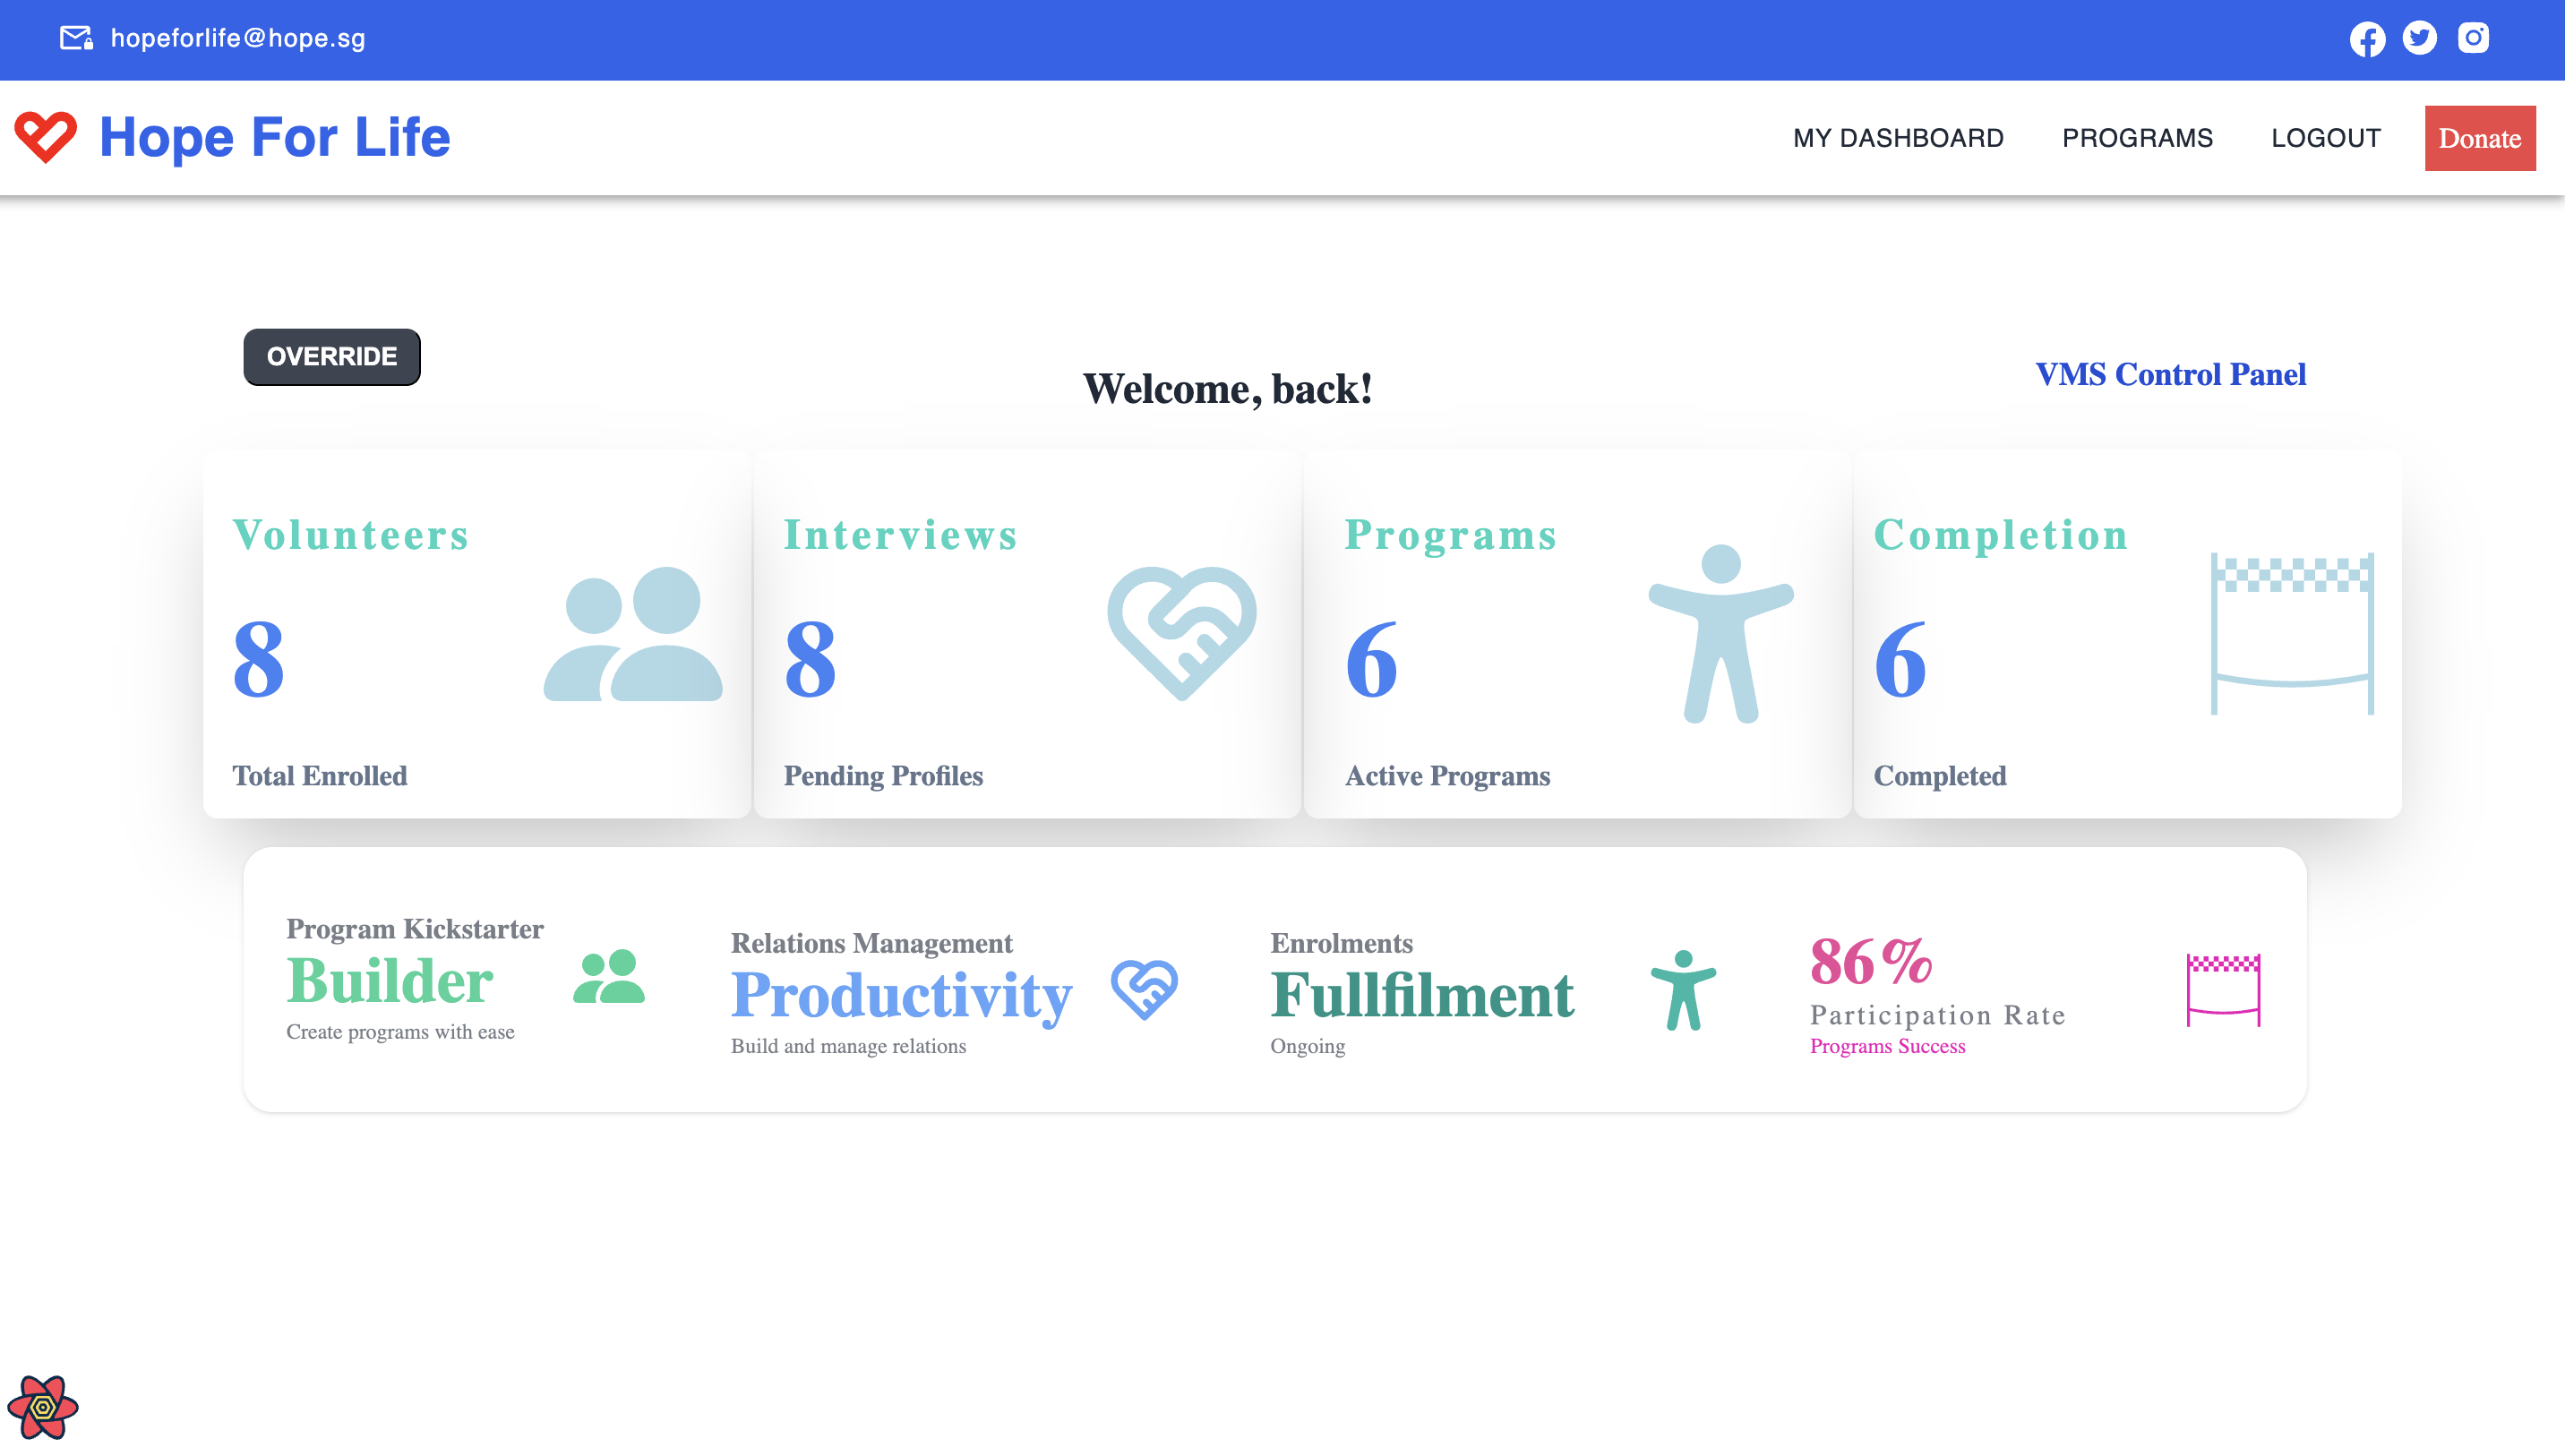 hopeforlife@hope.sg
Hope For Life
MY DASHBOARD
PROGRAMS
LOGOUT
Donate
OVERRIDE
Welcome, back!
VMS Control Panel
Volunteers
8
Total Enrolled
Interviews
8
Pending Profiles
Programs
6
Active Programs
Completion
6
Completed
Program Kickstarter
Builder
Create programs with ease
Relations Management
Productivity
Build and manage relations
Enrolments
Fullfilment
Ongoing
86%
Participation Rate
Programs Success